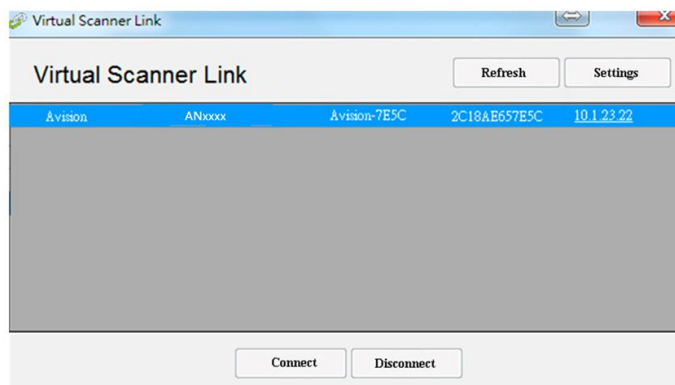 Virtual Scanner Link
Virtual Scanner Link Refresh Settings
Avision ANxxxx Avision-7E5C 2C18AE657E5C 10.1.23.22
Connect Disconnect